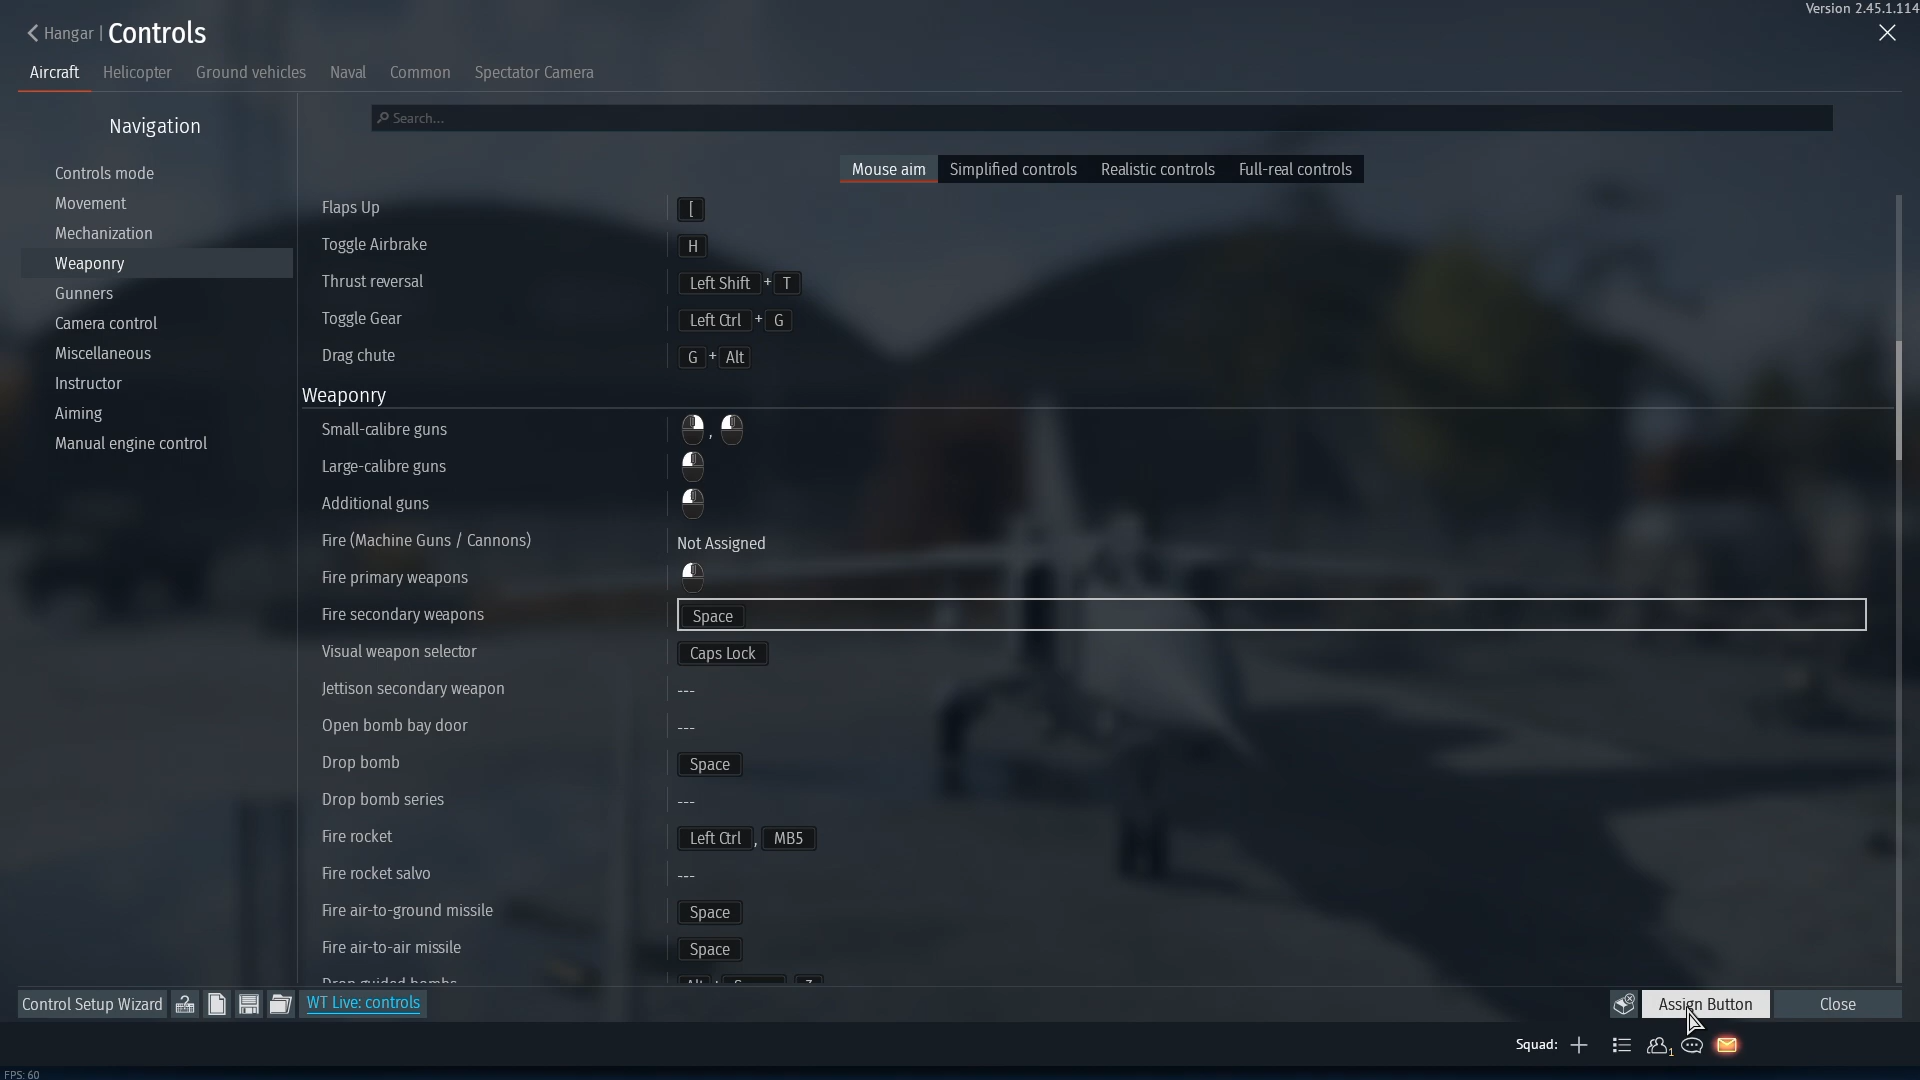 Version 2.45.1.114
Hangar | Controls
Aircraft Helicopter Ground vehicles Naval Common Spectator Camera
Navigation
Controls mode
Movement
Mechanization
Weaponry
Gunners
Camera control
Miscellaneous
Instructor
Aiming
Manual engine control
Search...
Mouse aim Simplified controls Realistic controls Full-real controls
Flaps Up [
Toggle Airbrake H
Thrust reversal Left Shift + T
Toggle Gear Left Ctrl + G
Drag chute G + Alt
Weaponry
Small-calibre guns ,
Large-calibre guns
Additional guns
Fire (Machine Guns / Cannons) Not Assigned
Fire primary weapons
Fire secondary weapons Space
Visual weapon selector Caps Lock
Jettison secondary weapon ---
Open bomb bay door ---
Drop bomb Space
Drop bomb series ---
Fire rocket Left Ctrl , MB5
Fire rocket salvo ---
Fire air-to-ground missile Space
Fire air-to-air missile Space
Drop guided bombs
Control Setup Wizard WT Live: controls Assign Button Close
Squad: + 1
FPS: 60